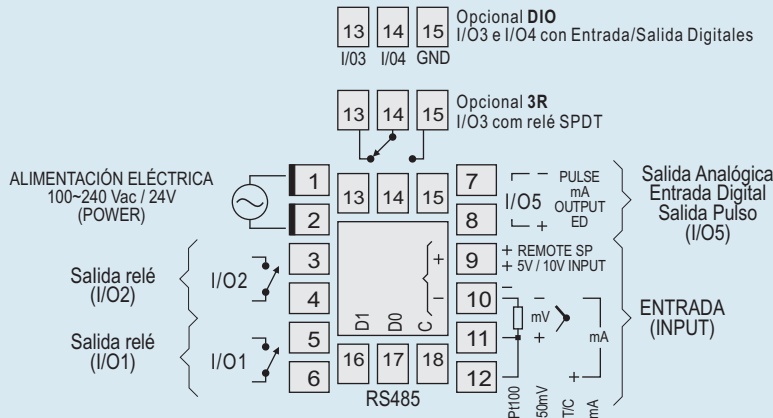 13 14 15
I/03 I/04 GND
Opcional DIO
I/O3 e I/O4 con Entrada/Salida Digitales
13 14 15
Opcional 3R
I/O3 com relé SPDT
ALIMENTACIÓN ELÉCTRICA
100~240 Vac / 24V
(POWER)
1
2
13 14 15
7
8
I/O5
− − PULSE
mA
OUTPUT
− + ED
Salida Analógica
Entrada Digital
Salida Pulso
(I/O5)
Salida relé
(I/O2)
I/O2
3
4
Salida relé
(I/O1)
I/O1
5
6
+
−
D1
D0
C
16 17 18
RS485
9
10
11
12
+ REMOTE SP
+ 5V / 10V INPUT
−
− mV
+
mA
+
Pt100
50mV
T/C
mA
ENTRADA
(INPUT)